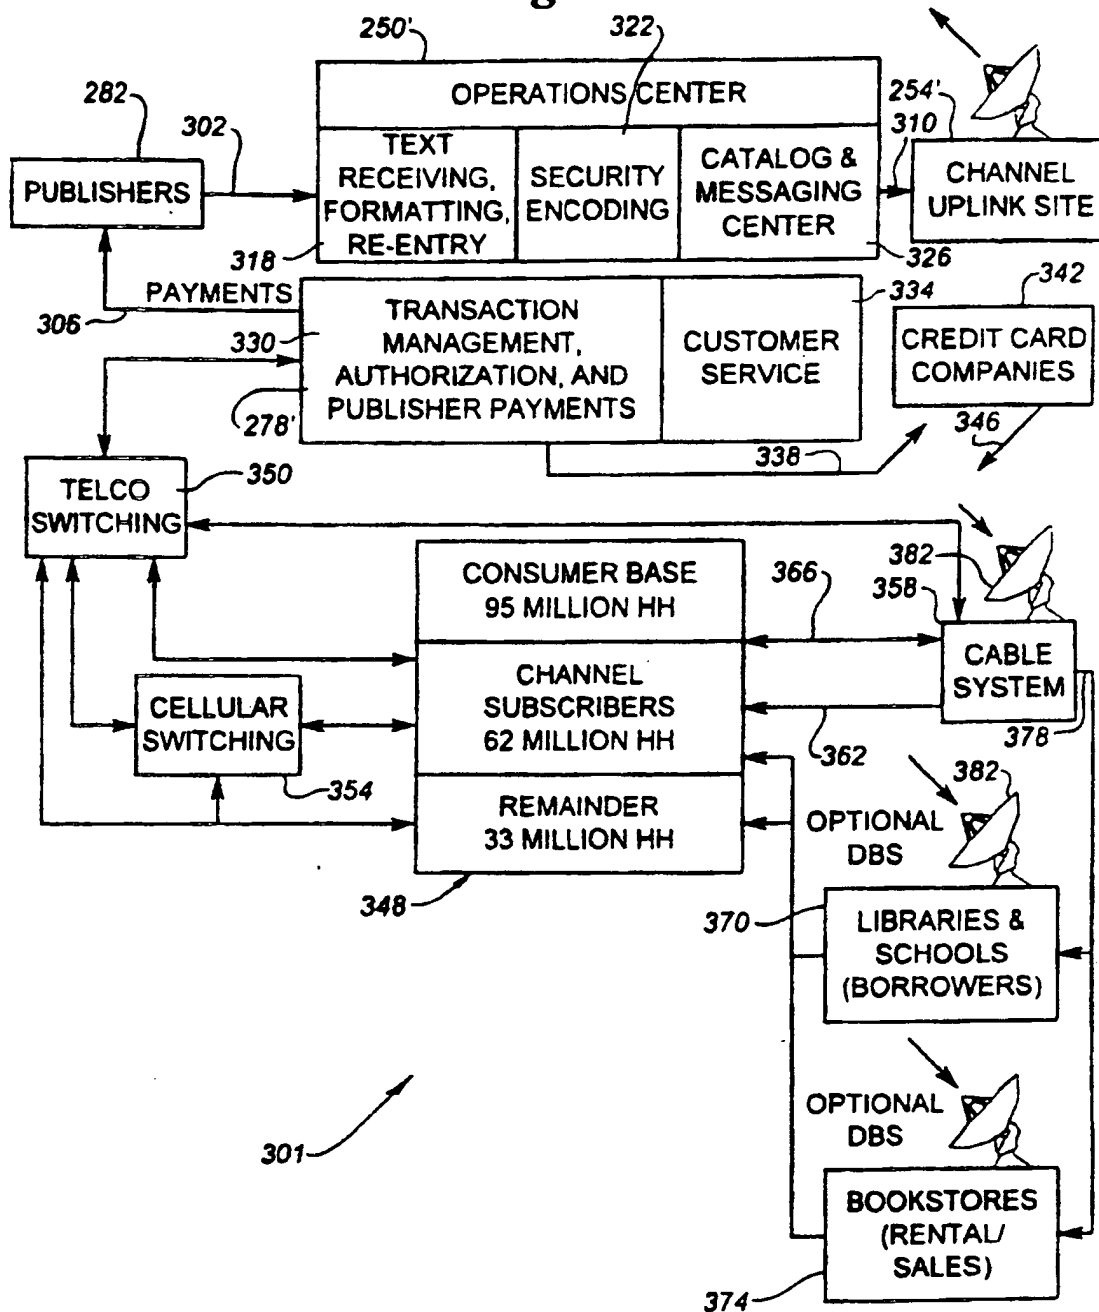 g
250'
322
282
302
OPERATIONS CENTER
254'
310
PUBLISHERS
TEXT
RECEIVING,
FORMATTING,
RE-ENTRY
SECURITY
ENCODING
CATALOG &
MESSAGING
CENTER
CHANNEL
UPLINK SITE
318
326
PAYMENTS
306
330
TRANSACTION
MANAGEMENT,
AUTHORIZATION, AND
PUBLISHER PAYMENTS
278'
334
CUSTOMER
SERVICE
342
CREDIT CARD
COMPANIES
346
338
350
TELCO
SWITCHING
CONSUMER BASE
95 MILLION HH
366
382
358
CABLE
SYSTEM
378
CHANNEL
SUBSCRIBERS
62 MILLION HH
362
CELLULAR
SWITCHING
354
REMAINDER
33 MILLION HH
348
382
OPTIONAL
DBS
370
LIBRARIES &
SCHOOLS
(BORROWERS)
301
OPTIONAL
DBS
BOOKSTORES
(RENTAL/
SALES)
374